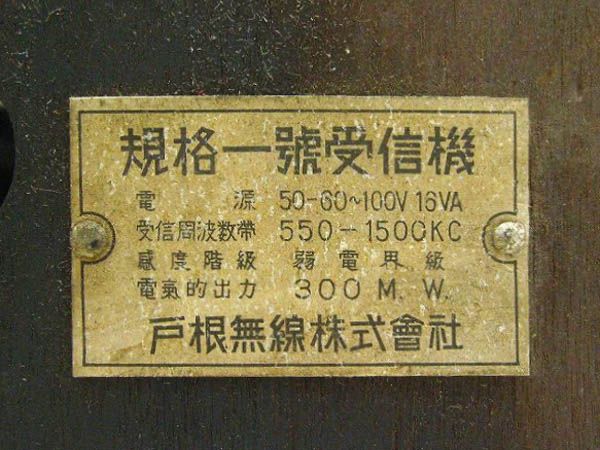 規格一號受信機
電源 50-60~100V 16VA
受信周波数帶 550-1500KC
感度階級 弱電界級
電氣的出力 300 M. W.
戸根無線株式會社